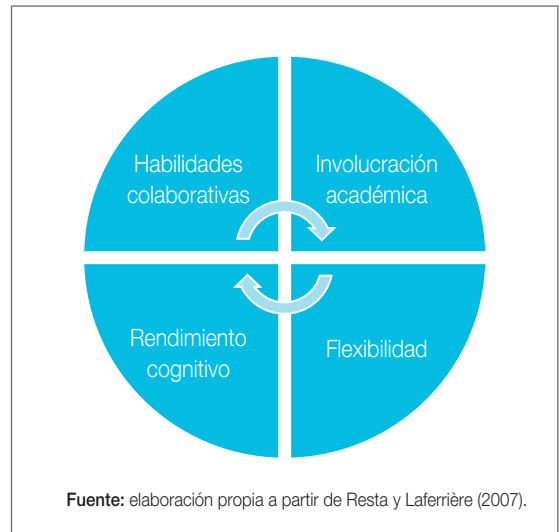 Habilidades
colaborativas
Involucración
académica
Rendimiento
cognitivo
Flexibilidad
Fuente: elaboración propia a partir de Resta y Laferrière (2007).